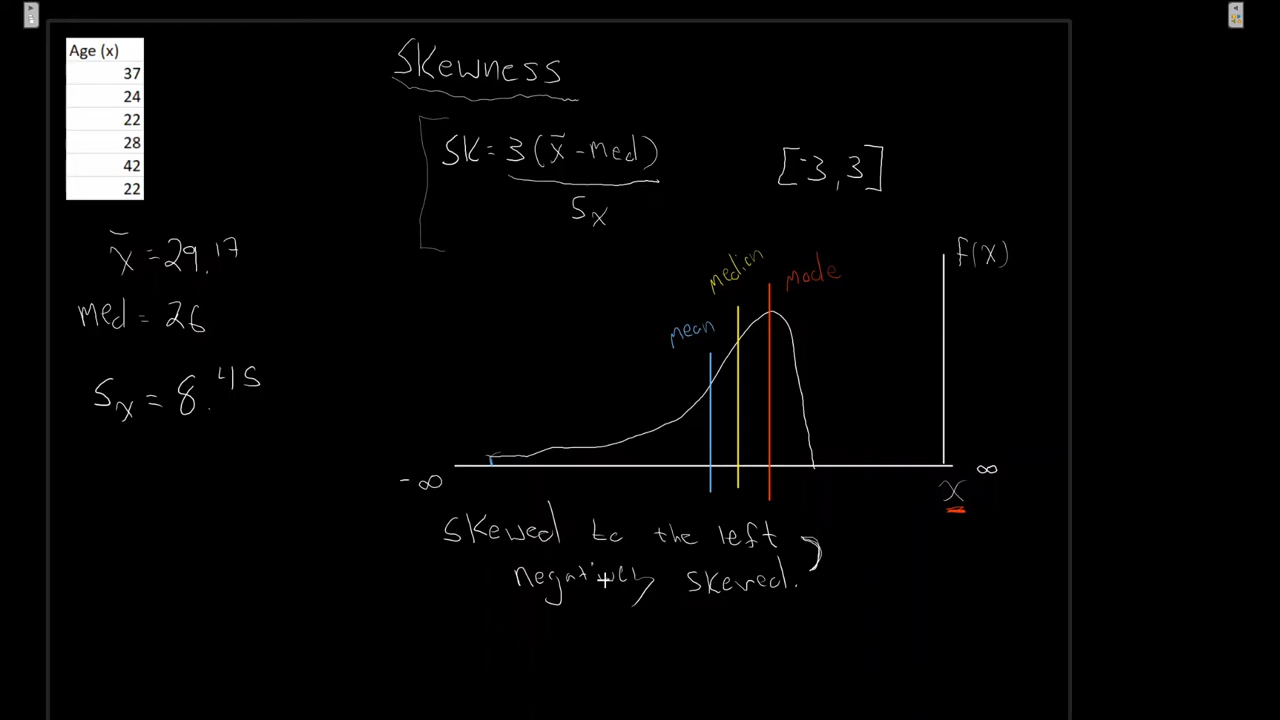 Age (x)
37
24
22
28
42
22
x̄ = 29.17
med = 26
Sx = 8.45
Skewness
SK = 3(x̄ - med)
Sx
[-3, 3]
mean
median
mode
f(x)
-∞
∞
x
Skewed to the left,
negatively skewed.